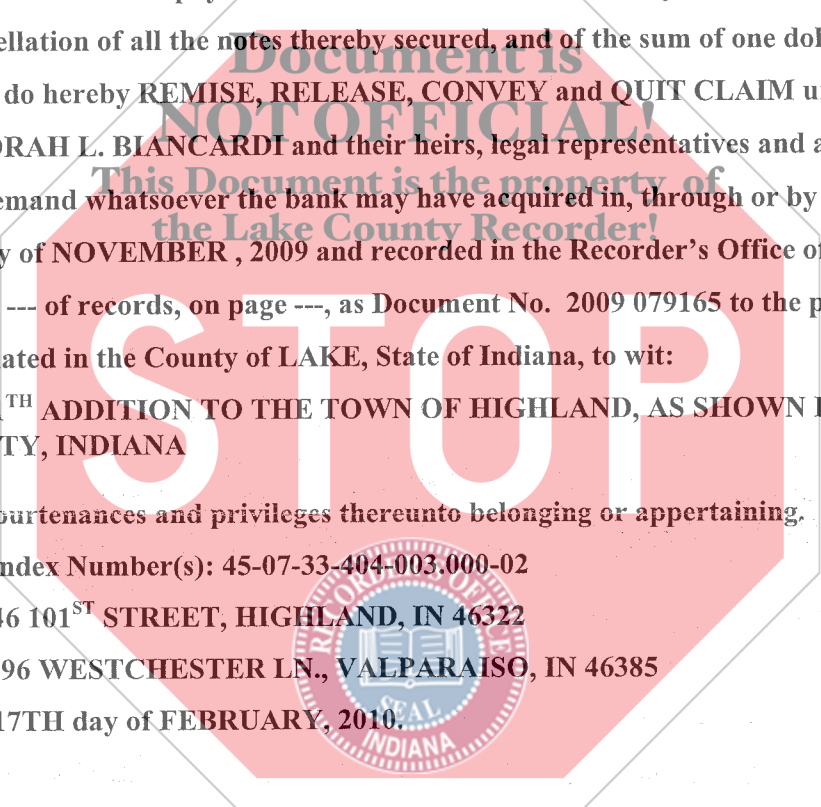 ellation of all the notes thereby secured, and of the sum of one dol
Document is
do hereby REMISE, RELEASE, CONVEY and QUIT CLAIM u
NOT OFFICIAL!
ORAH L. BIANCARDI and their heirs, legal representatives and a
This Document is the property of
emand whatsoever the bank may have acquired in, through or by
the Lake County Recorder!
y of NOVEMBER , 2009 and recorded in the Recorder's Office of
--- of records, on page ---, as Document No. 2009 079165 to the p
STOP
ated in the County of LAKE, State of Indiana, to wit:
TH ADDITION TO THE TOWN OF HIGHLAND, AS SHOWN
TY, INDIANA
purtenances and privileges thereunto belonging or appertaining.
ndex Number(s): 45-07-33-404-003.000-02
46 101ST STREET, HIGHLAND, IN 46322
96 WESTCHESTER LN., VALPARAISO, IN 46385
17TH day of FEBRUARY, 2010.
RECORDER'S OFFICE
SEAL
INDIANA